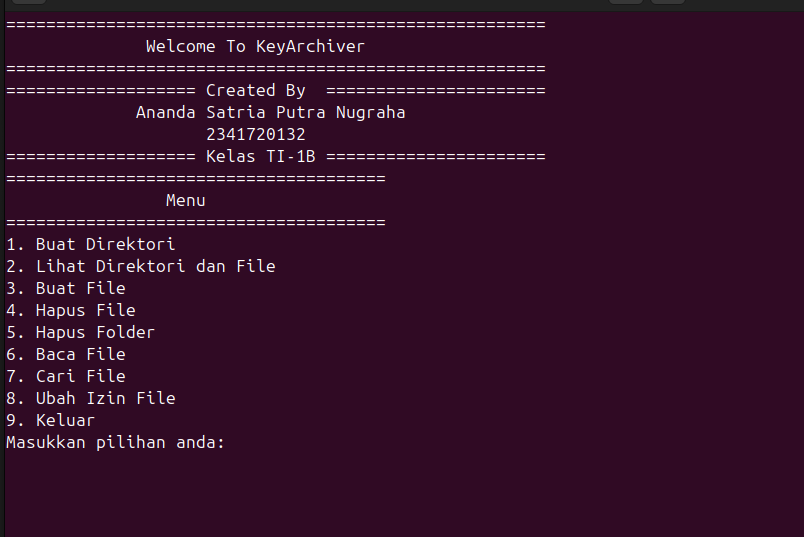 ======================================================
Welcome To KeyArchiver
======================================================
=================== Created By ======================
Ananda Satria Putra Nugraha
2341720132
=================== Kelas TI-1B ======================
======================================
Menu
======================================
1. Buat Direktori
2. Lihat Direktori dan File
3. Buat File
4. Hapus File
5. Hapus Folder
6. Baca File
7. Cari File
8. Ubah Izin File
9. Keluar
Masukkan pilihan anda: